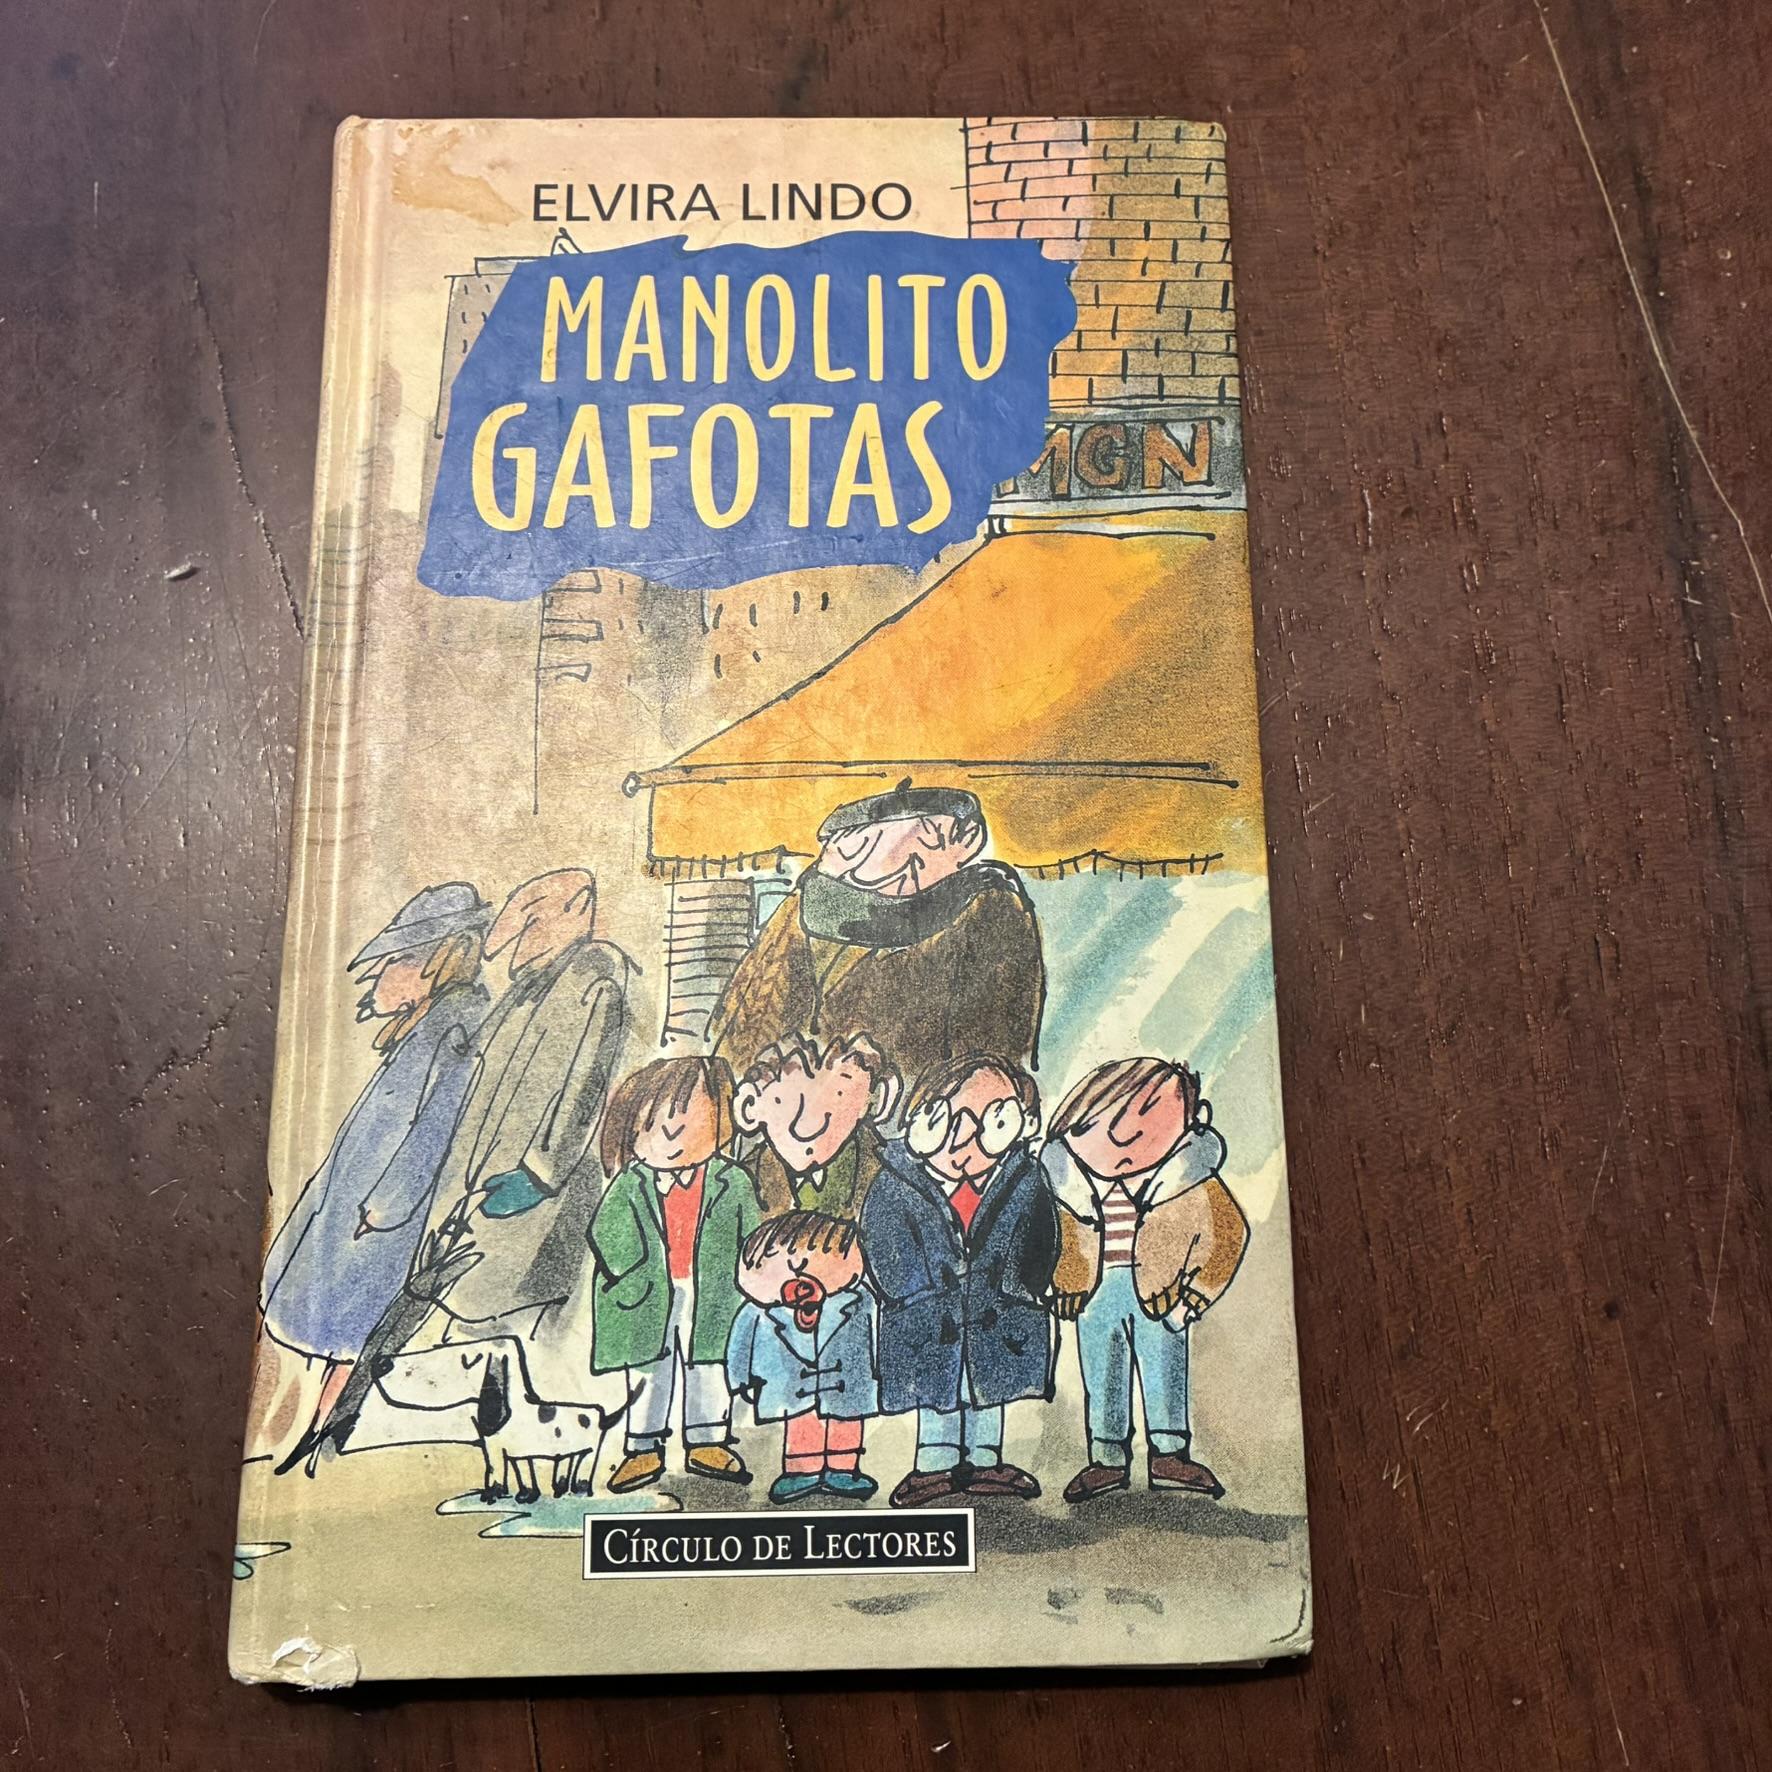 ELVIRA LINDO
MANOLITO
GAFOTAS
MGN
CÍRCULO DE LECTORES